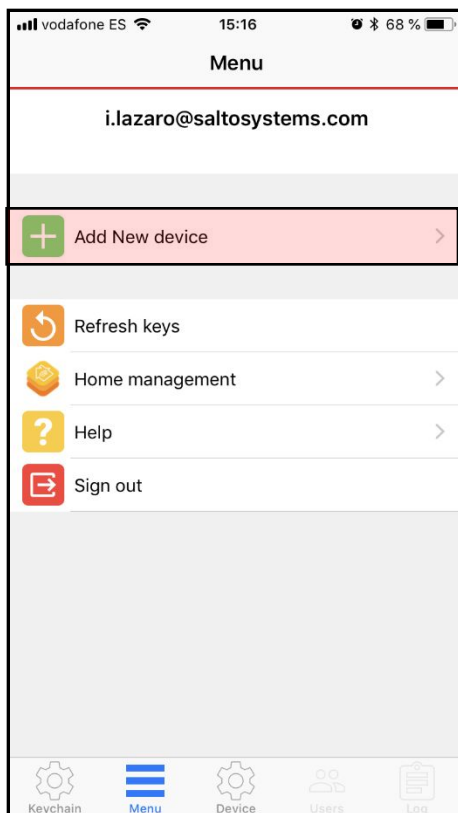 vodafone ES 15:16 68 %
Menu
i.lazaro@saltosystems.com
Add New device
Refresh keys
Home management
Help
Sign out
Keychain Menu Device Users Log